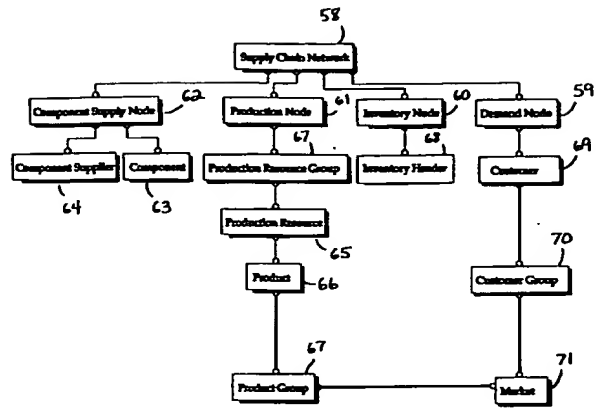 58
Supply Chain Network
62
61
60
59
Component Supply Node
Production Node
Inventory Node
Demand Node
67
68
69
Component Supplier
Component
Production Resource Group
Inventory Header
Customer
64
63
Production Resource
65
70
Product
66
Customer Group
67
71
Product Group
Market